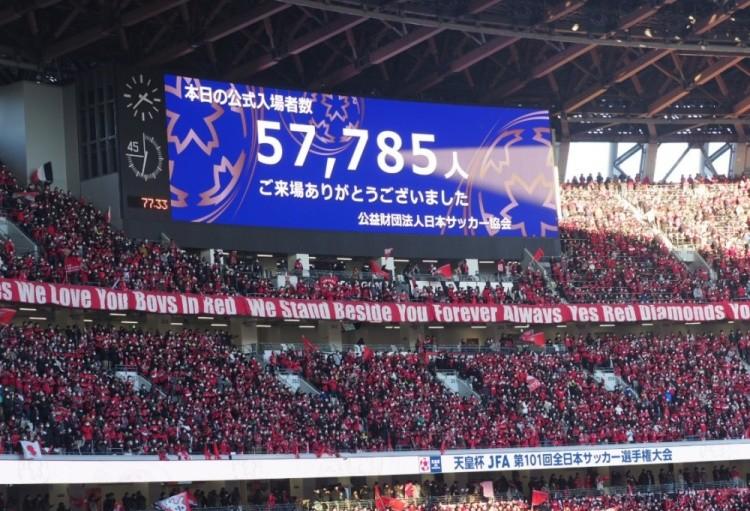 本日の公式入場者数
57,785人
ご来場ありがとうございました
公益財団法人日本サッカー協会
45
77.33
s We Love You Boys In Red We Stand Beside You Forever Always Yes Red Diamonds Yo
天皇杯 JFA 第101回全日本サッカー選手権大会